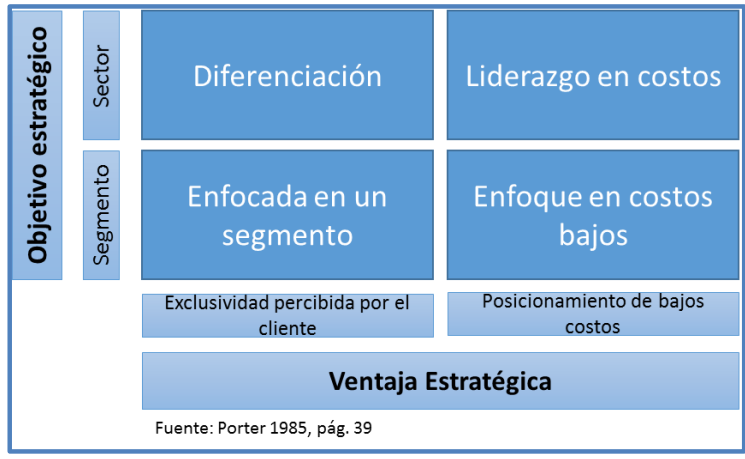 Objetivo estratégico
Sector
Diferenciación
Liderazgo en costos
Segmento
Enfocada en un
segmento
Enfoque en costos
bajos
Exclusividad percibida por el
cliente
Posicionamiento de bajos
costos
Ventaja Estratégica
Fuente: Porter 1985, pág. 39